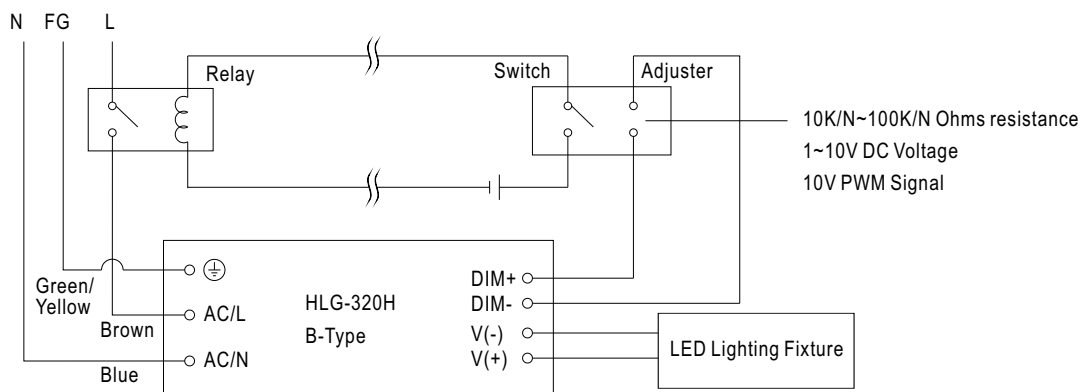 N FG L
Relay
Switch
Adjuster
10K/N~100K/N Ohms resistance
1~10V DC Voltage
10V PWM Signal
Green/
Yellow
Brown
Blue
AC/L
AC/N
HLG-320H
B-Type
DIM+
DIM-
V(-)
V(+)
LED Lighting Fixture